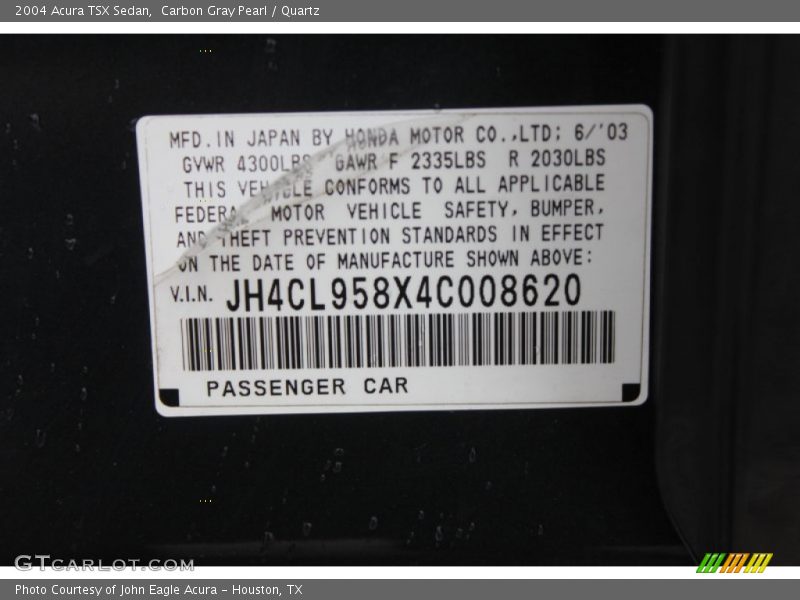 2004 Acura TSX Sedan, Carbon Gray Pearl / Quartz
MFD.IN JAPAN BY HONDA MOTOR CO.,LTD: 6/'03
GVWR 4300LBS GAWR F 2335LBS R 2030LBS
THIS VEHICLE CONFORMS TO ALL APPLICABLE
FEDERAL MOTOR VEHICLE SAFETY, BUMPER,
AND THEFT PREVENTION STANDARDS IN EFFECT
ON THE DATE OF MANUFACTURE SHOWN ABOVE:
V.I.N. JH4CL958X4C008620
PASSENGER CAR
GTCARLOT.COM
Photo Courtesy of John Eagle Acura - Houston, TX